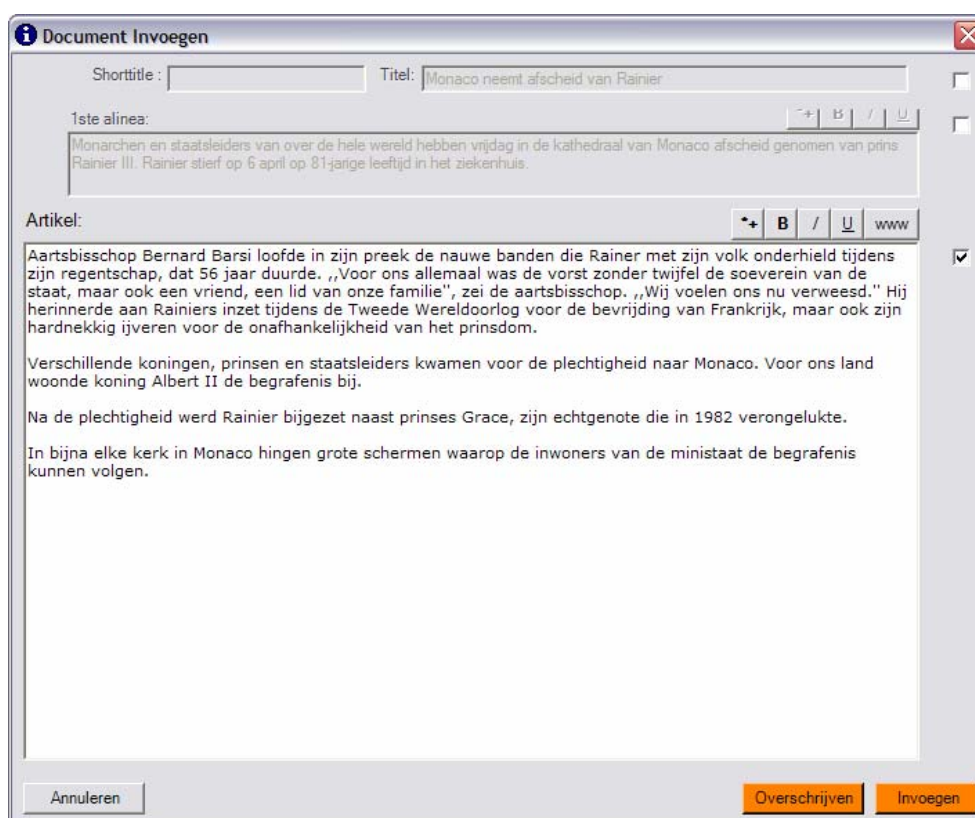 Document Invoegen
Shorttitle : Titel: Monaco neemt afscheid van Rainier
1ste alinea: *+ B / U
Monarchen en staatsleiders van over de hele wereld hebben vrijdag in de kathedraal van Monaco afscheid genomen van prins
Rainier III. Rainier stierf op 6 april op 81-jarige leeftijd in het ziekenhuis.
Artikel: *+ B / U www
Aartsbisschop Bernard Barsi loofde in zijn preek de nauwe banden die Rainer met zijn volk onderhield tijdens
zijn regentschap, dat 56 jaar duurde. ,,Voor ons allemaal was de vorst zonder twijfel de soeverein van de
staat, maar ook een vriend, een lid van onze familie'', zei de aartsbisschop. ,,Wij voelen ons nu verweesd.'' Hij
herinnerde aan Rainiers inzet tijdens de Tweede Wereldoorlog voor de bevrijding van Frankrijk, maar ook zijn
hardnekkig ijveren voor de onafhankelijkheid van het prinsdom.
Verschillende koningen, prinsen en staatsleiders kwamen voor de plechtigheid naar Monaco. Voor ons land
woonde koning Albert II de begrafenis bij.
Na de plechtigheid werd Rainier bijgezet naast prinses Grace, zijn echtgenote die in 1982 verongelukte.
In bijna elke kerk in Monaco hingen grote schermen waarop de inwoners van de ministaat de begrafenis
kunnen volgen.
Annuleren Overschrijven Invoegen